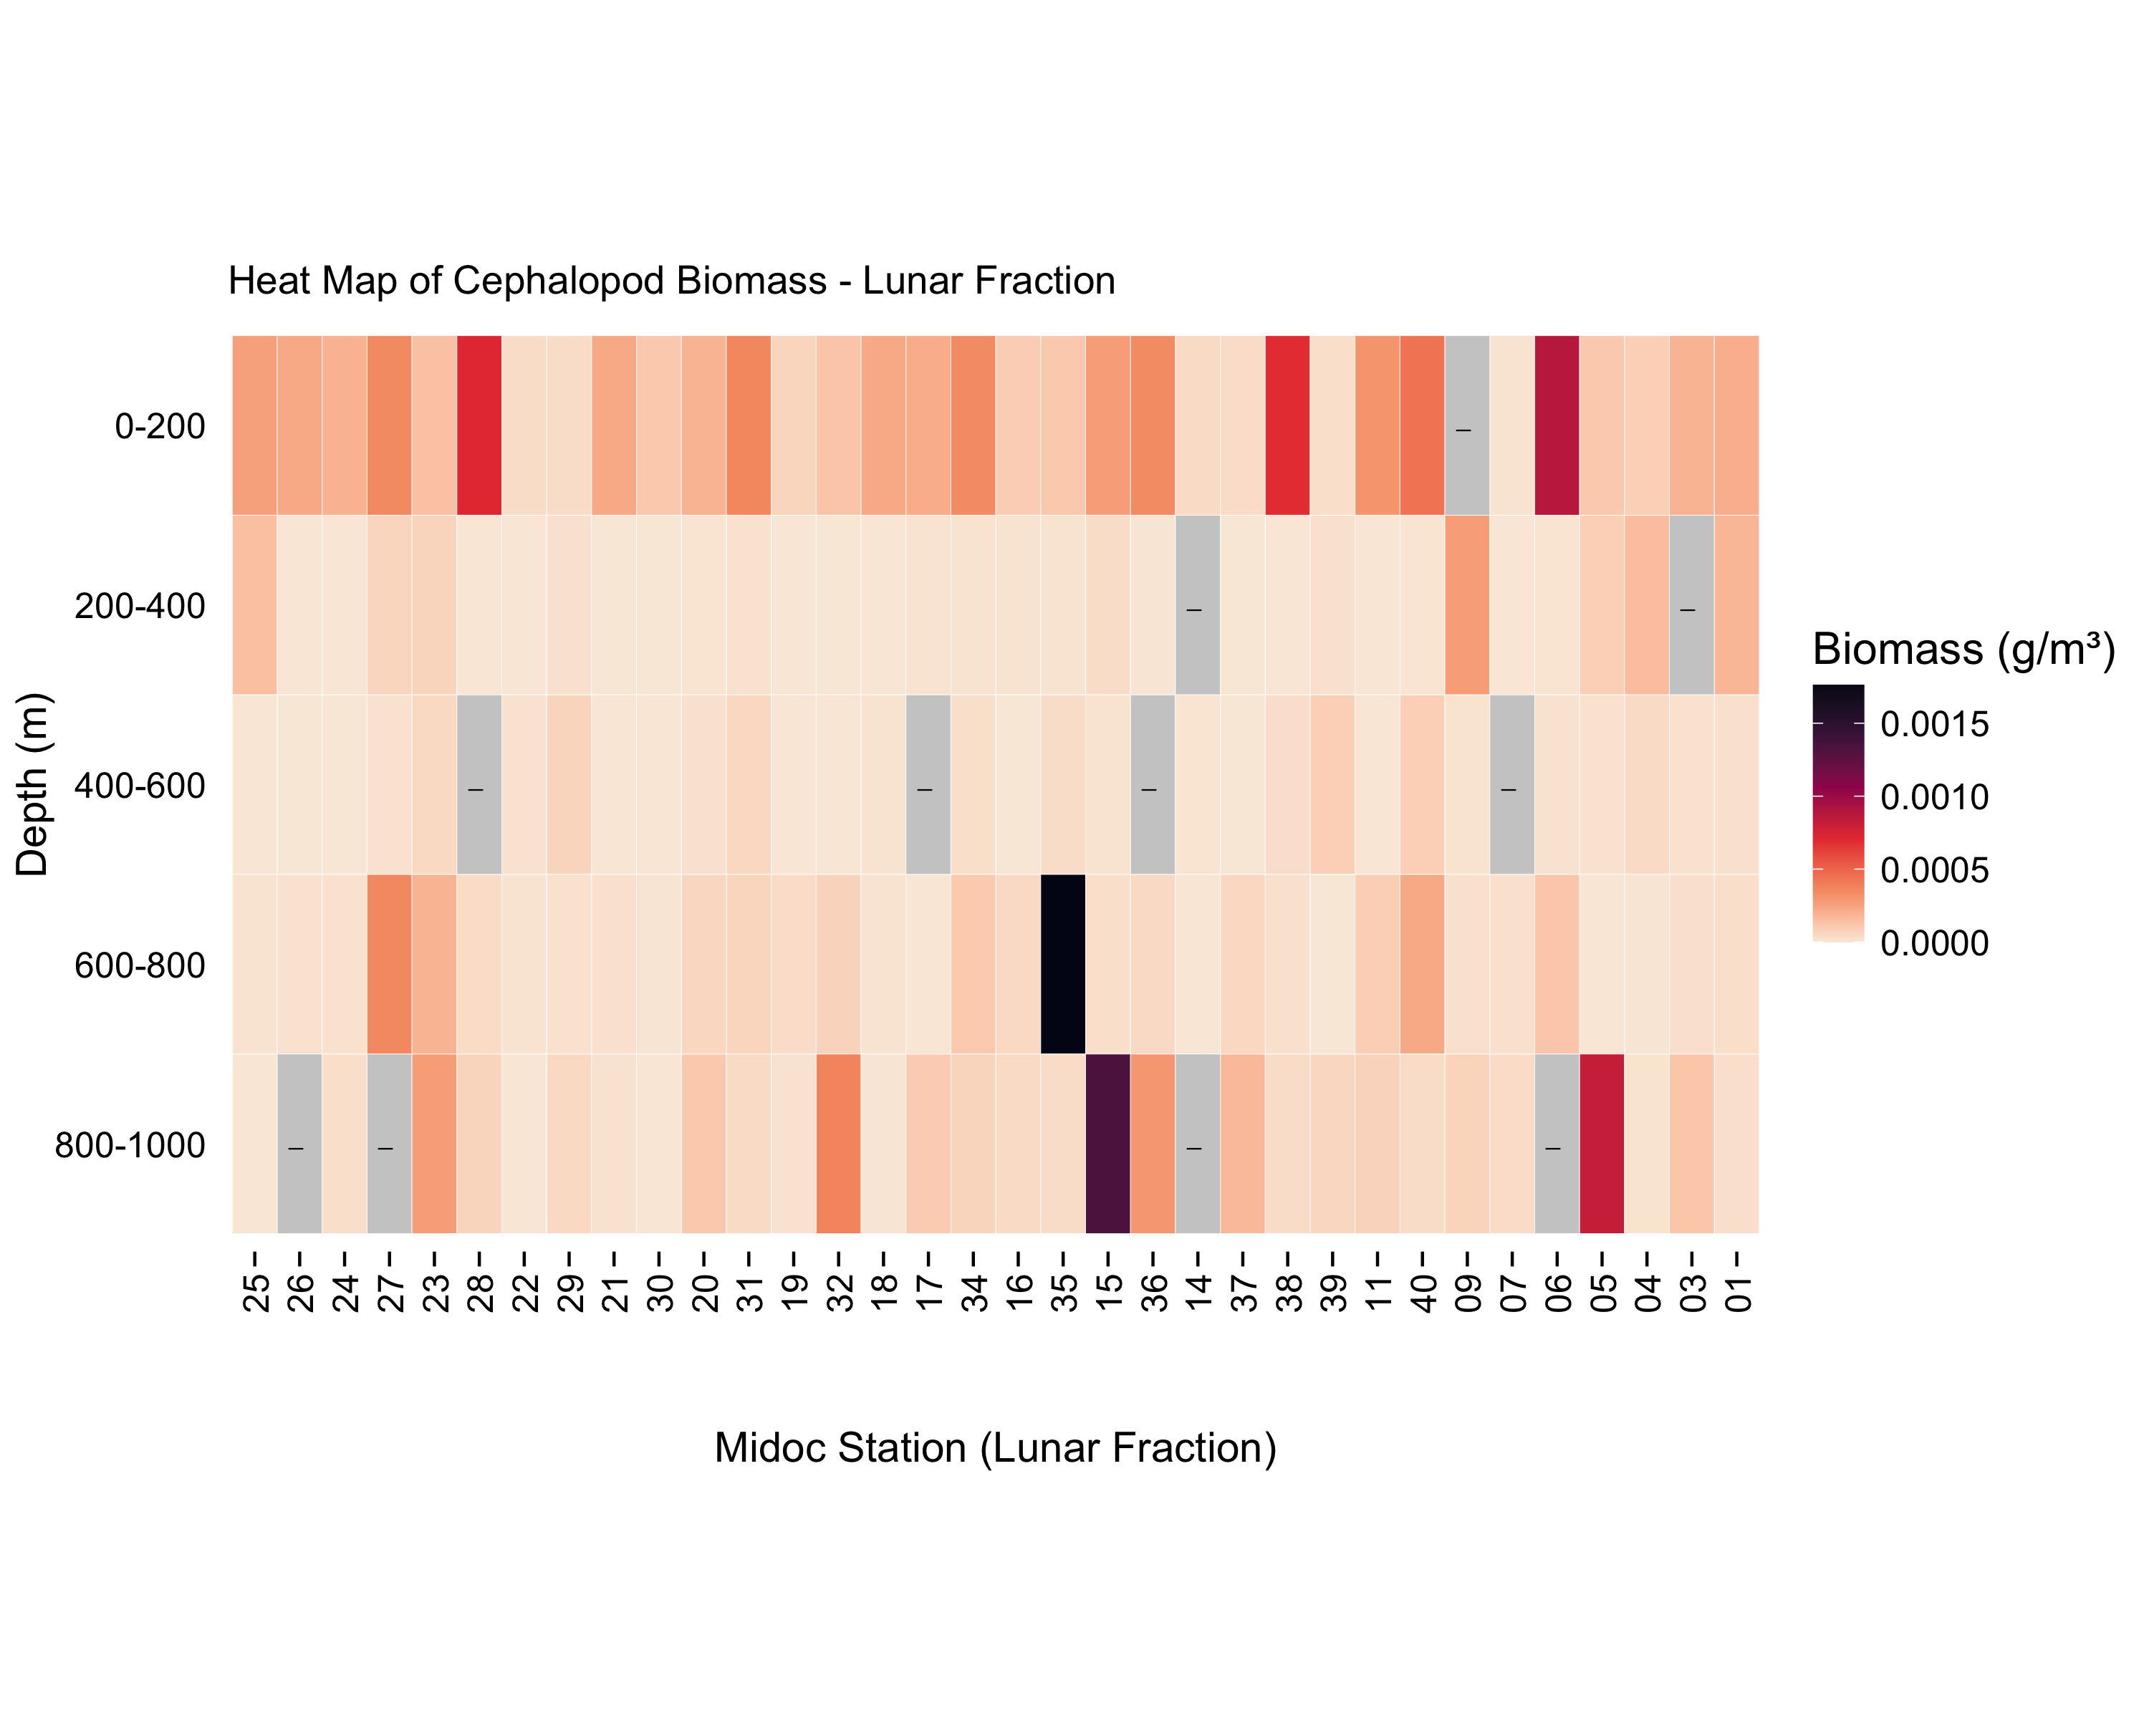 Heat Map of Cephalopod Biomass - Lunar Fraction
0-200
200-400
400-600
600-800
800-1000
Depth (m)
–
– –
– – – –
– – – –
25 - 26 - 24 - 27 - 23 - 28 - 22 - 29 - 21 - 30 - 20 - 31 - 19 - 32 - 18 - 17 - 34 - 16 - 35 - 15 - 36 - 14 - 37 - 38 - 39 - 11 - 40 - 09 - 07 - 06 - 05 - 04 - 03 - 01 -
Midoc Station (Lunar Fraction)
Biomass (g/m³)
0.0015
0.0010
0.0005
0.0000